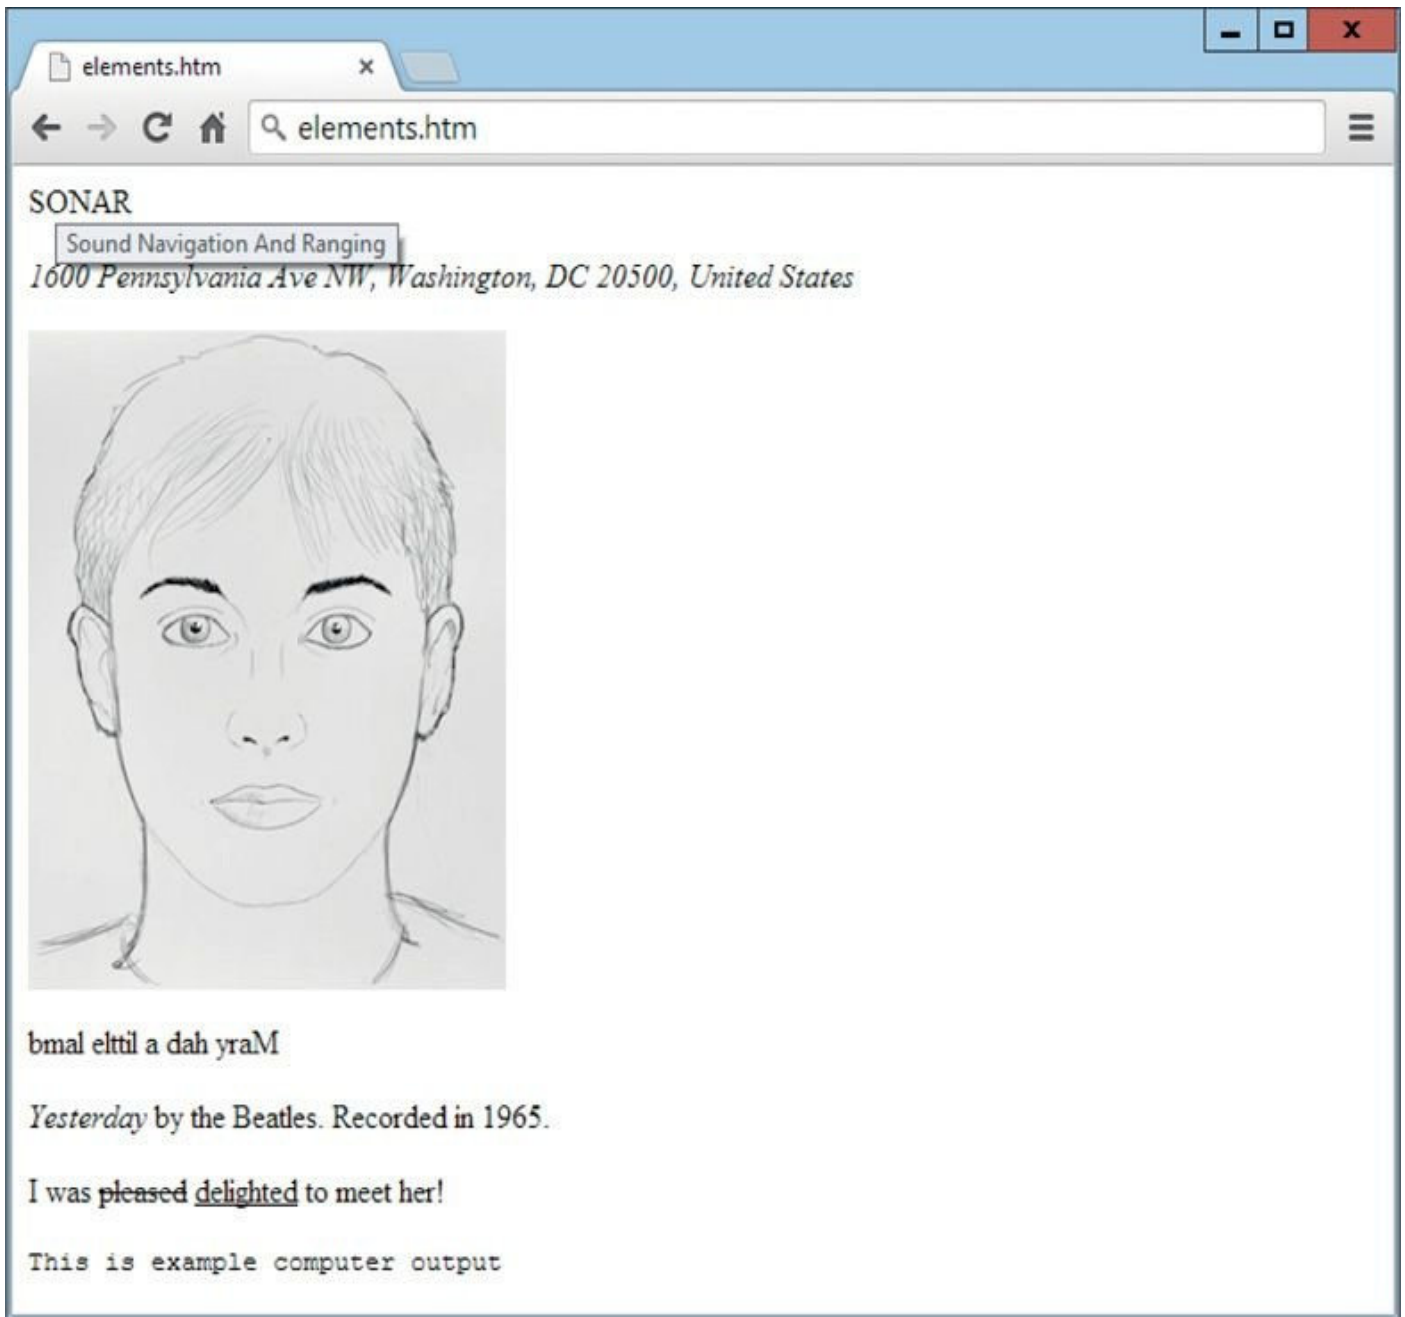 elements.htm
elements.htm
SONAR
Sound Navigation And Ranging
1600 Pennsylvania Ave NW, Washington, DC 20500, United States
bmal elttil a dah yraM
Yesterday by the Beatles. Recorded in 1965.
I was pleased delighted to meet her!
This is example computer output